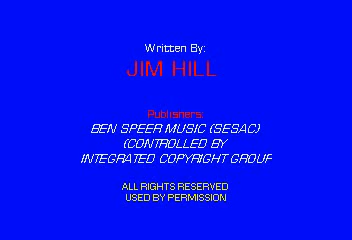 Written By:
JIM HILL
Publishers:
BEN SPEER MUSIC (SESAC)
(CONTROLLED BY
INTEGRATED COPYRIGHT GROUP
ALL RIGHTS RESERVED
USED BY PERMISSION